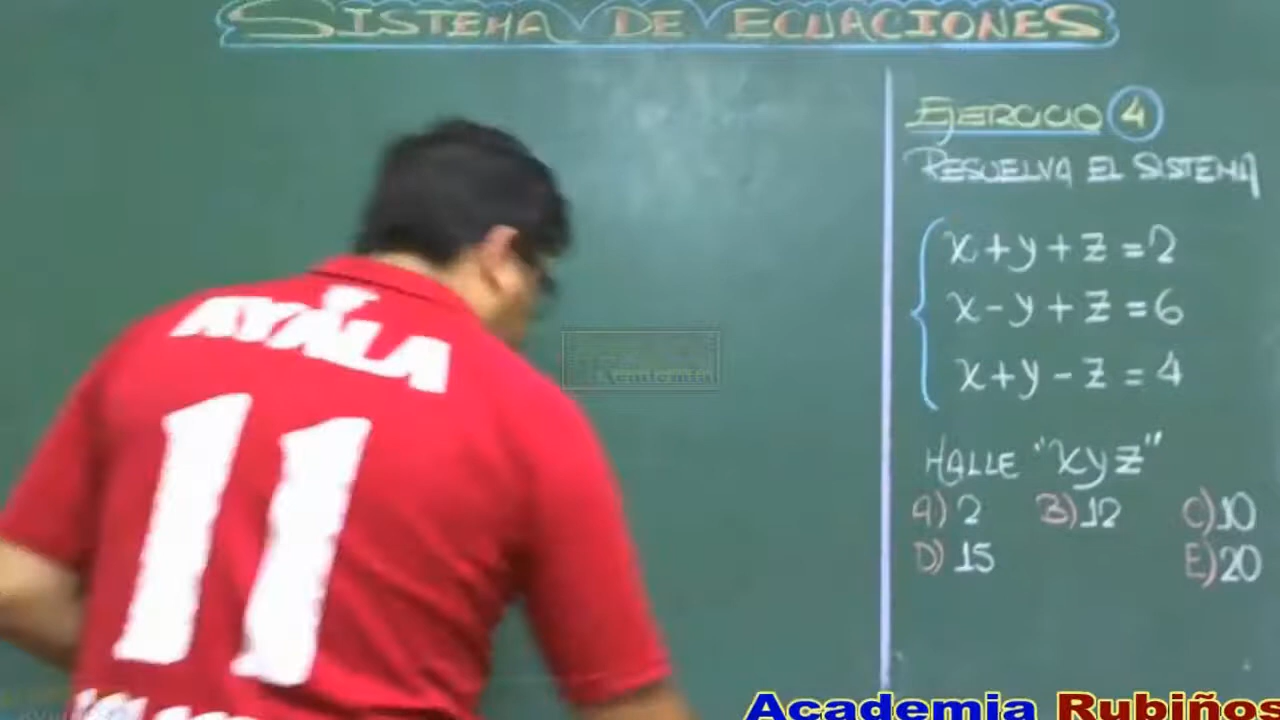 SISTEMA DE ECUACIONES
EJERCICIO 4
RESUELVA EL SISTEMA
x+y+z=2
x-y+z=6
x+y-z=4
HALLE "xyz"
A) 2 B) 12 C) 10
D) 15 E) 20
AYALA
11
Academia
Academia Rubiños